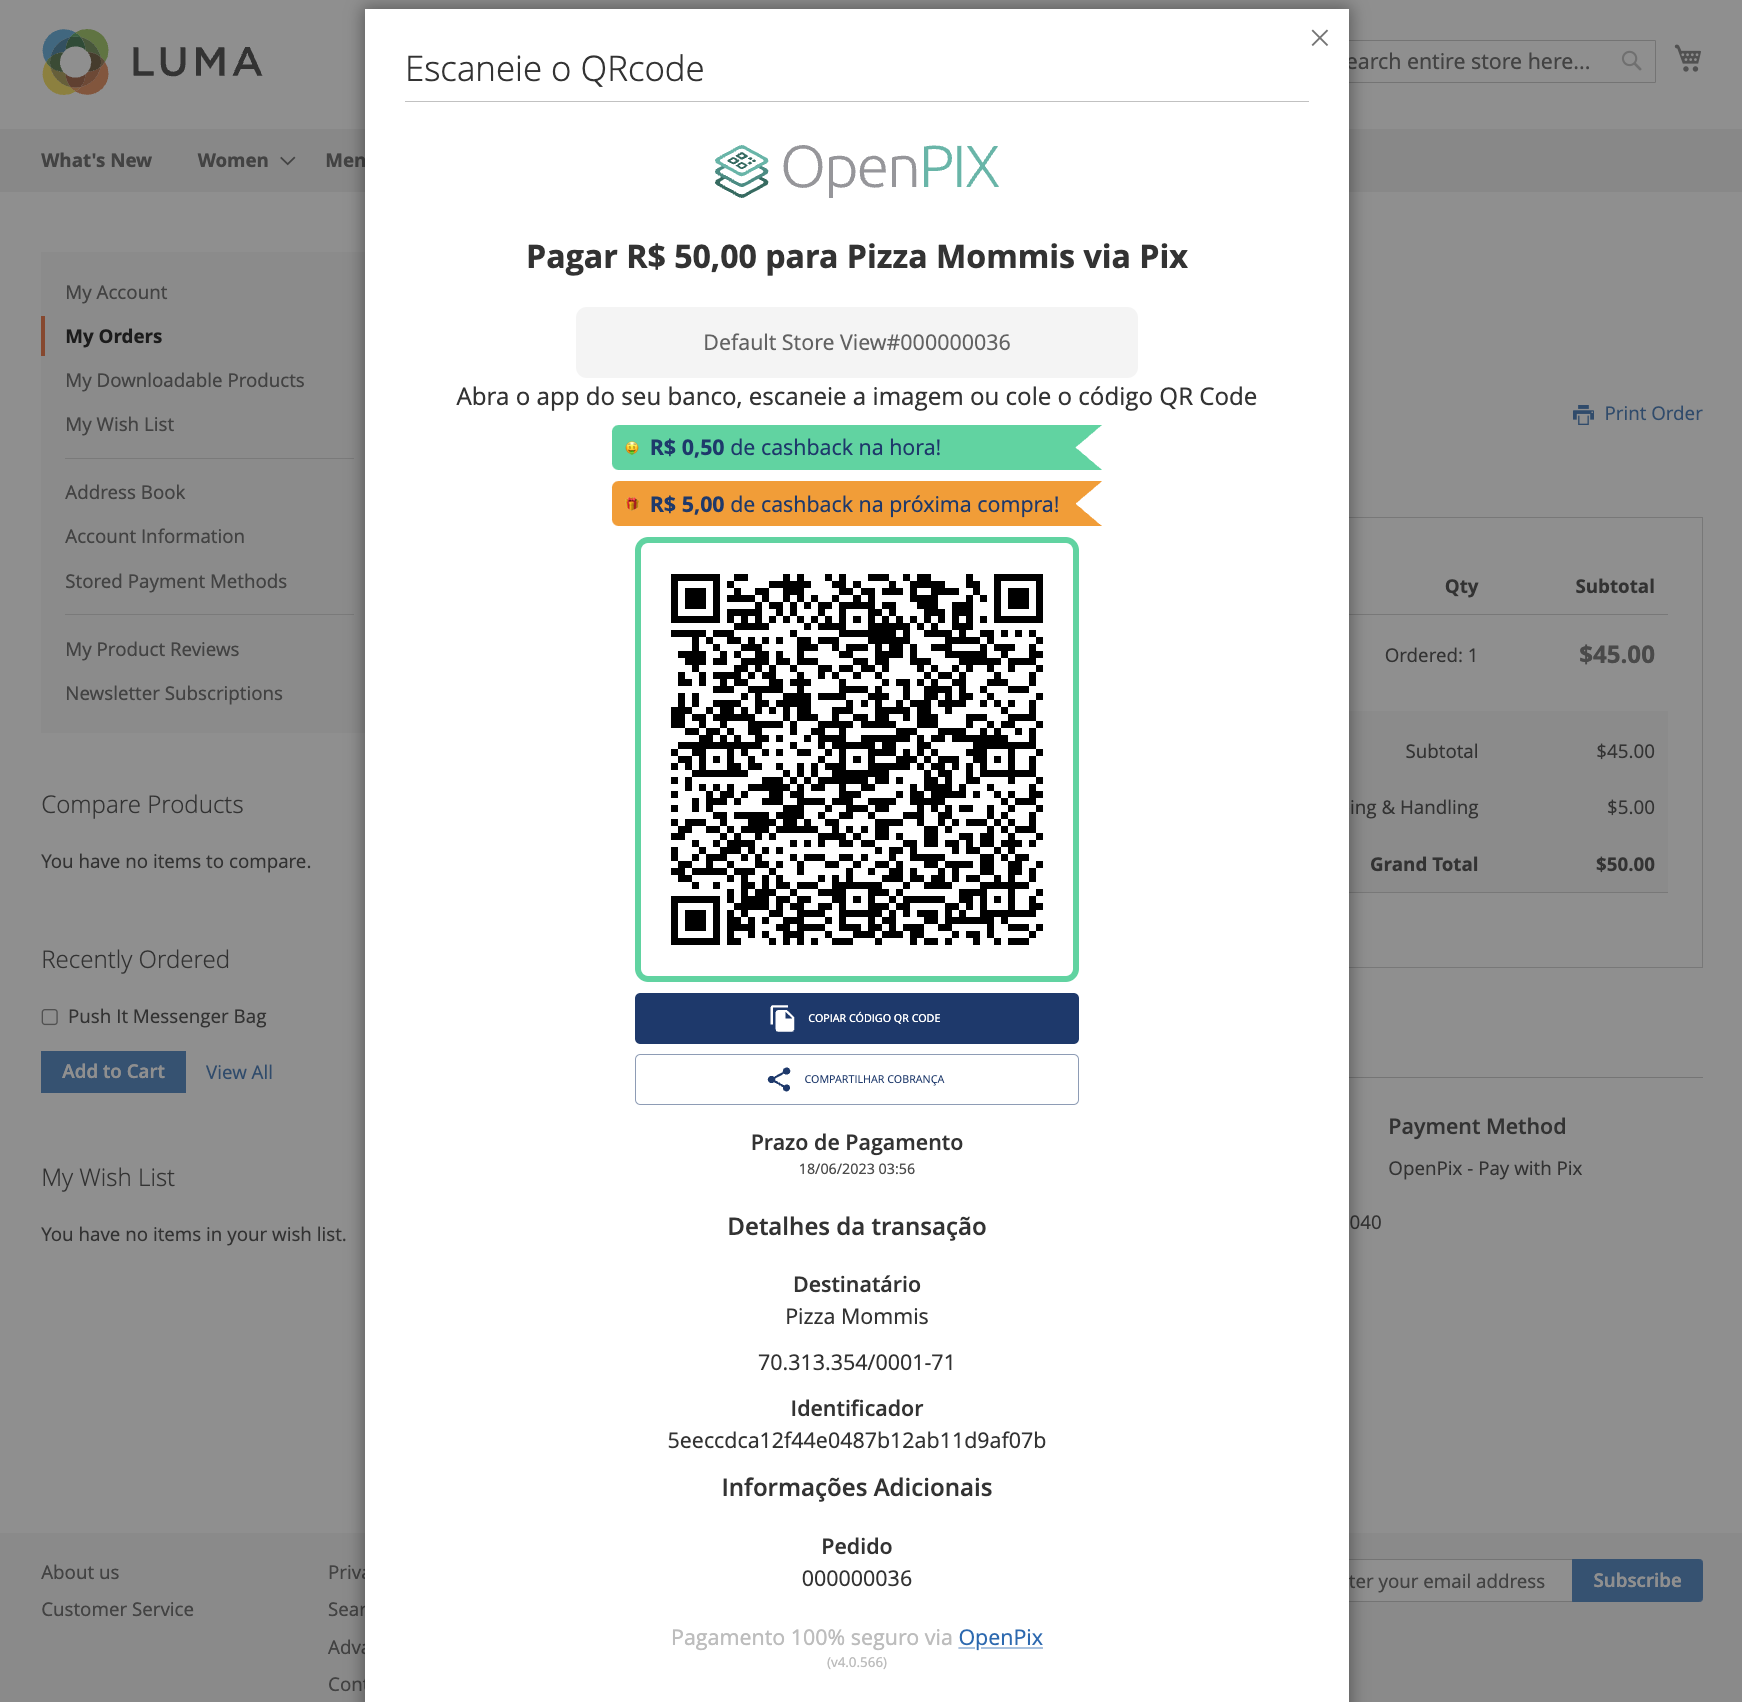 LUMA
earch entire store here...
What's New
Women
Men
My Account
My Orders
My Downloadable Products
My Wish List
Address Book
Account Information
Stored Payment Methods
My Product Reviews
Newsletter Subscriptions
Compare Products
You have no items to compare.
Recently Ordered
Push It Messenger Bag
Add to Cart
View All
My Wish List
You have no items in your wish list.
Escaneie o QRcode
OpenPIX
Pagar R$ 50,00 para Pizza Mommis via Pix
Default Store View#000000036
Abra o app do seu banco, escaneie a imagem ou cole o código QR Code
R$ 0,50 de cashback na hora!
R$ 5,00 de cashback na próxima compra!
COPIAR CÓDIGO QR CODE
COMPARTILHAR COBRANÇA
Prazo de Pagamento
18/06/2023 03:56
Detalhes da transação
Destinatário
Pizza Mommis
70.313.354/0001-71
Identificador
5eeccdca12f44e0487b12ab11d9af07b
Informações Adicionais
Pedido
000000036
Pagamento 100% seguro via OpenPix
(v4.0.566)
Print Order
Qty Subtotal
Ordered: 1 $45.00
Subtotal $45.00
ing & Handling $5.00
Grand Total $50.00
Payment Method
OpenPix - Pay with Pix
040
About us
Customer Service
Priva
Sear
Adva
Cont
ter your email address
Subscribe